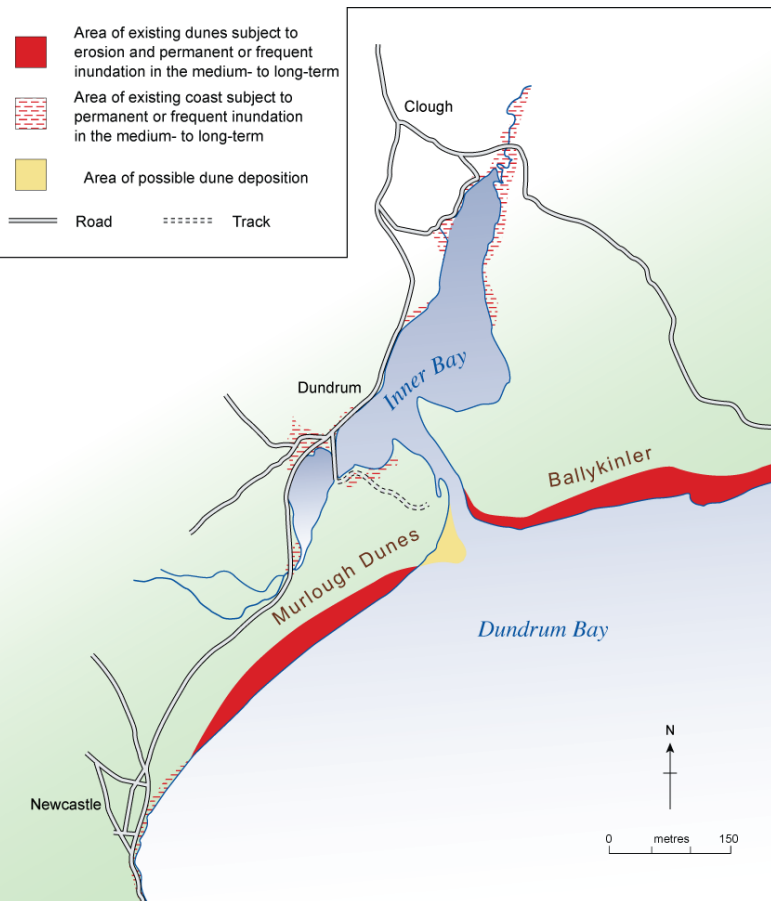 Area of existing dunes subject to
erosion and permanent or frequent
inundation in the medium- to long-term
Area of existing coast subject to
permanent or frequent inundation
in the medium- to long-term
Area of possible dune deposition
Road
Track
Clough
Inner Bay
Dundrum
Ballykinler
Murlough Dunes
Dundrum Bay
N
Newcastle
0 metres 150